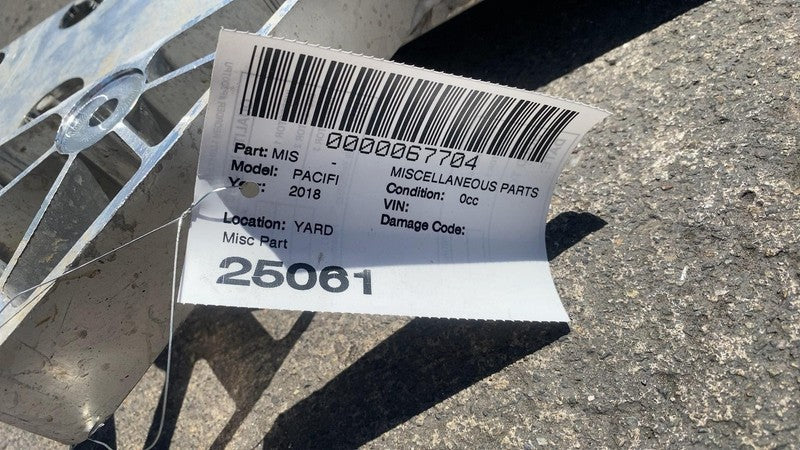 0000067704
Part: MIS - MISCELLANEOUS PARTS
Model: PACIFI Condition: 0cc
2018 VIN:
Location: YARD Damage Code:
Misc Part
25061